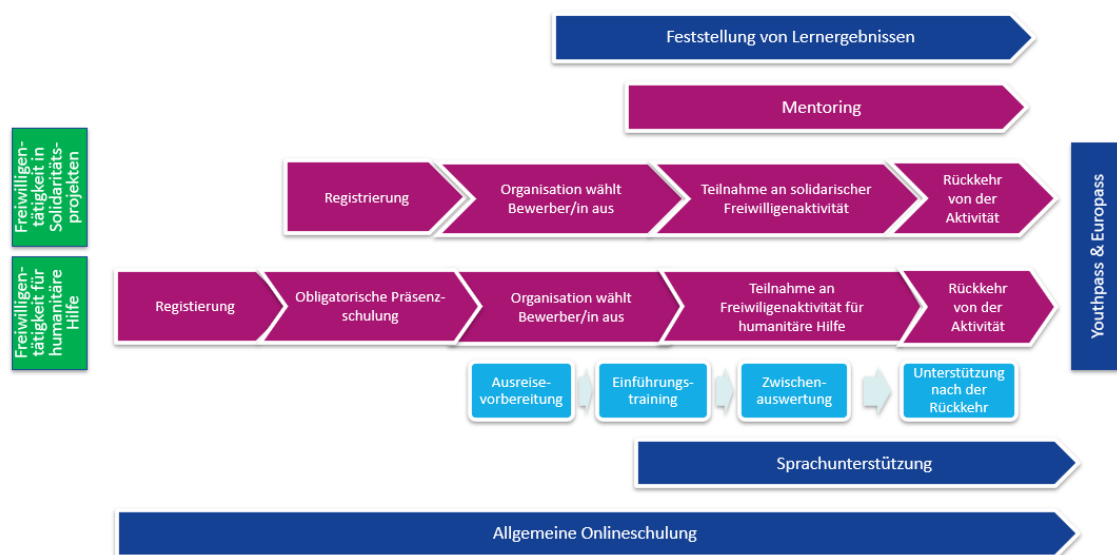 Feststellung von Lernergebnissen
Mentoring
Freiwilligen-
tätigkeit in
Solidaritäts-
projekten
Registrierung
Organisation wählt
Bewerber/in aus
Teilnahme an solidarischer
Freiwilligenaktivität
Rückkehr
von der
Aktivität
Youthpass & Europass
Freiwilligen-
tätigkeit für
humanitäre
Hilfe
Registierung
Obligatorische Präsenz-
schulung
Organisation wählt
Bewerber/in aus
Teilnahme an
Freiwiligenaktivität für
humanitäre Hilfe
Rückkehr
von der
Aktivität
Ausreise-
vorbereitung
Einführungs-
training
Zwischen-
auswertung
Unterstützung
nach der
Rückkehr
Sprachunterstützung
Allgemeine Onlineschulung